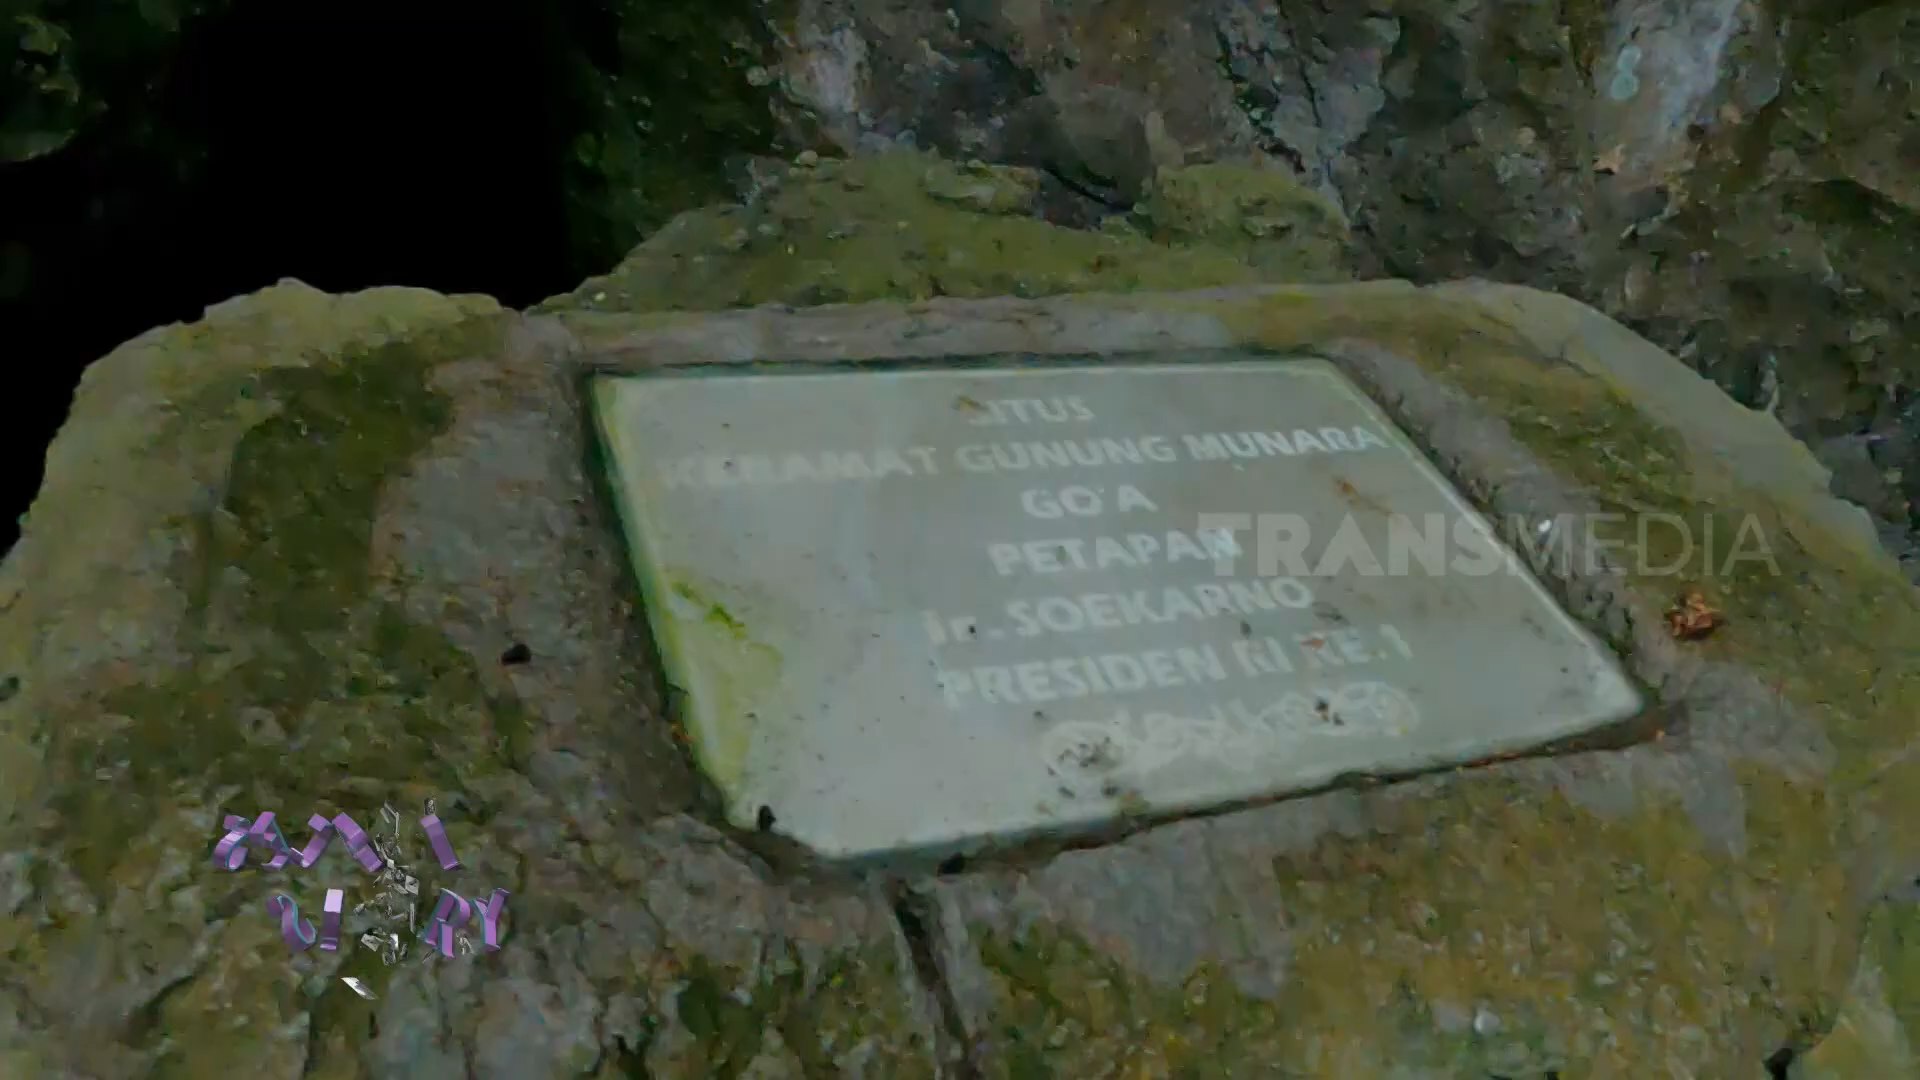 SITUS
KERAMAT GUNUNG MUNARA
GO'A
PETAPAN
Ir. SOEKARNO
PRESIDEN RI KE.1
TRANSMEDIA